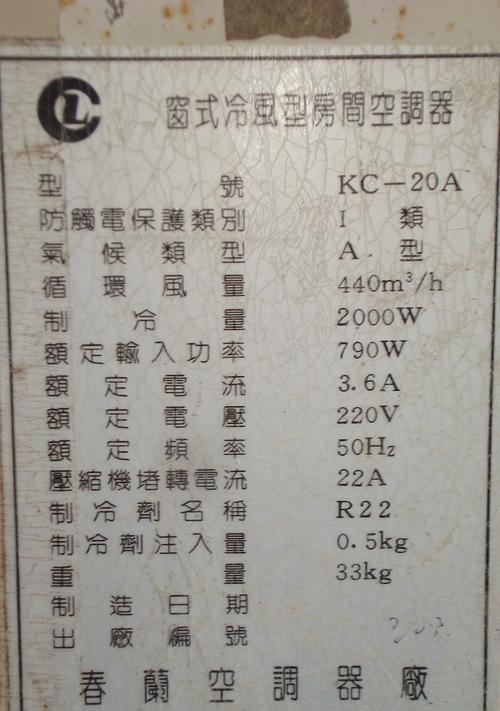 窗式冷風型房間空調器
型號 KC-20A
防觸電保護類別 I 類
氣候類型 A. 型
循環風量 440m³/h
制冷量 2000W
額定輸入功率 790W
額定電流 3.6A
額定電壓 220V
額定頻率 50Hz
壓縮機堵轉電流 22A
制冷劑名稱 R22
制冷劑注入量 0.5kg
重量 33kg
制造日期
出廠編號
春蘭空調器廠